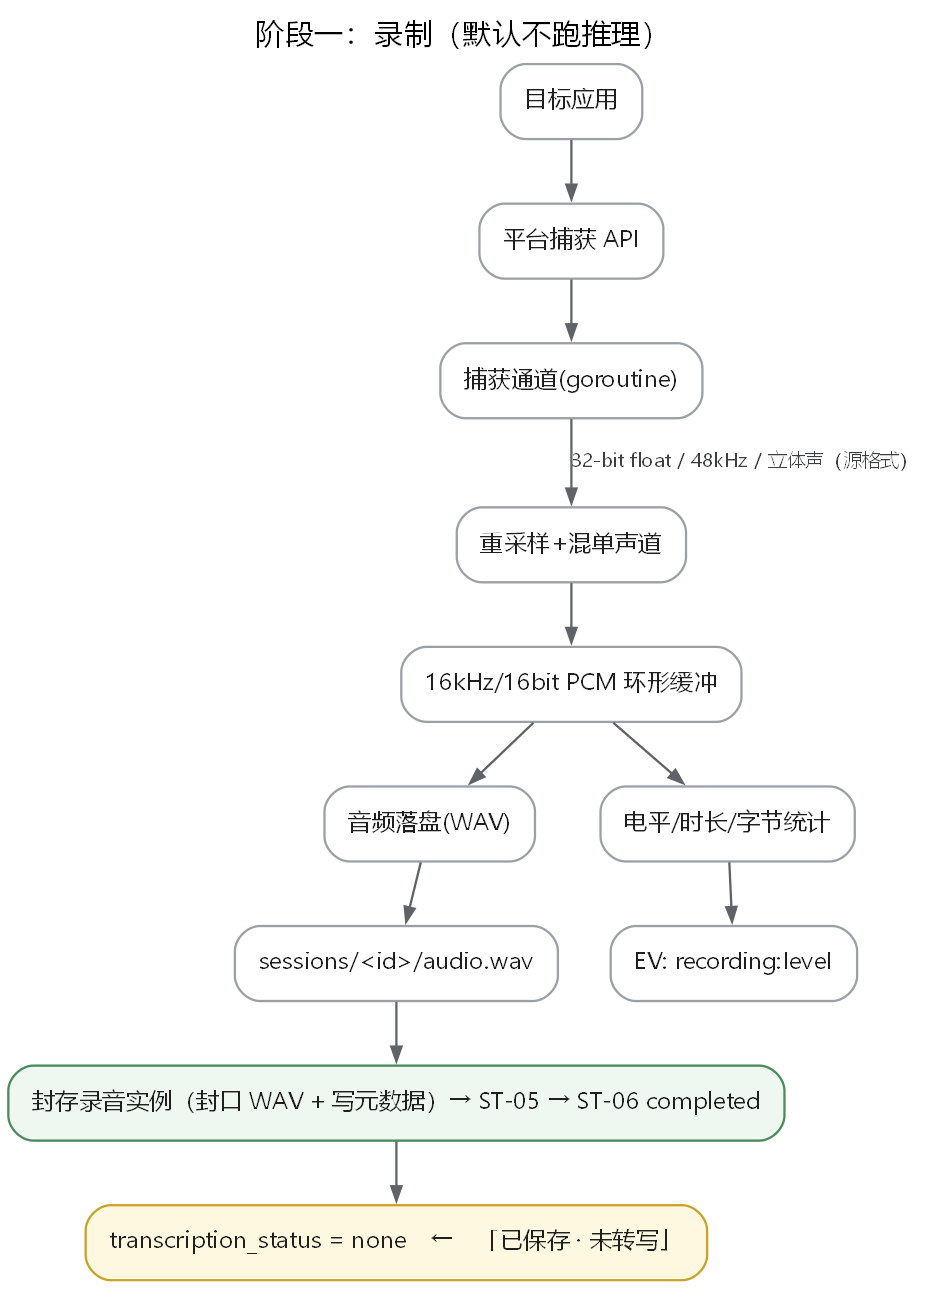 阶段一：录制（默认不跑推理）
目标应用
平台捕获 API
捕获通道(goroutine)
32-bit float / 48kHz / 立体声（源格式）
重采样+混单声道
16kHz/16bit PCM 环形缓冲
音频落盘(WAV)
电平/时长/字节统计
sessions/<id>/audio.wav
EV: recording:level
封存录音实例（封口 WAV + 写元数据）→ ST-05 → ST-06 completed
transcription_status = none ← 「已保存 · 未转写」